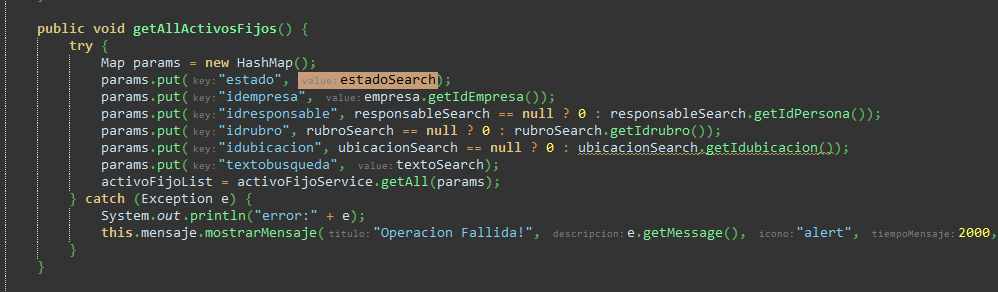 public void getAllActivosFijos() {
try {
Map params = new HashMap();
params.put( key: "estado", value: estadoSearch);
params.put( key: "idempresa", value: empresa.getIdEmpresa());
params.put( key: "idresponsable", responsableSearch == null ? 0 : responsableSearch.getIdPersona());
params.put( key: "idrubro", rubroSearch == null ? 0 : rubroSearch.getIdrubro());
params.put( key: "idubicacion", ubicacionSearch == null ? 0 : ubicacionSearch.getIdubicacion());
params.put( key: "textobusqueda", value: textoSearch);
activoFijoList = activoFijoService.getAll(params);
} catch (Exception e) {
System.out.println("error:" + e);
this.mensaje.mostrarMensaje( titulo: "Operacion Fallida!", descripcion: e.getMessage(), icono: "alert", tiempoMensaje: 2000,
}
}